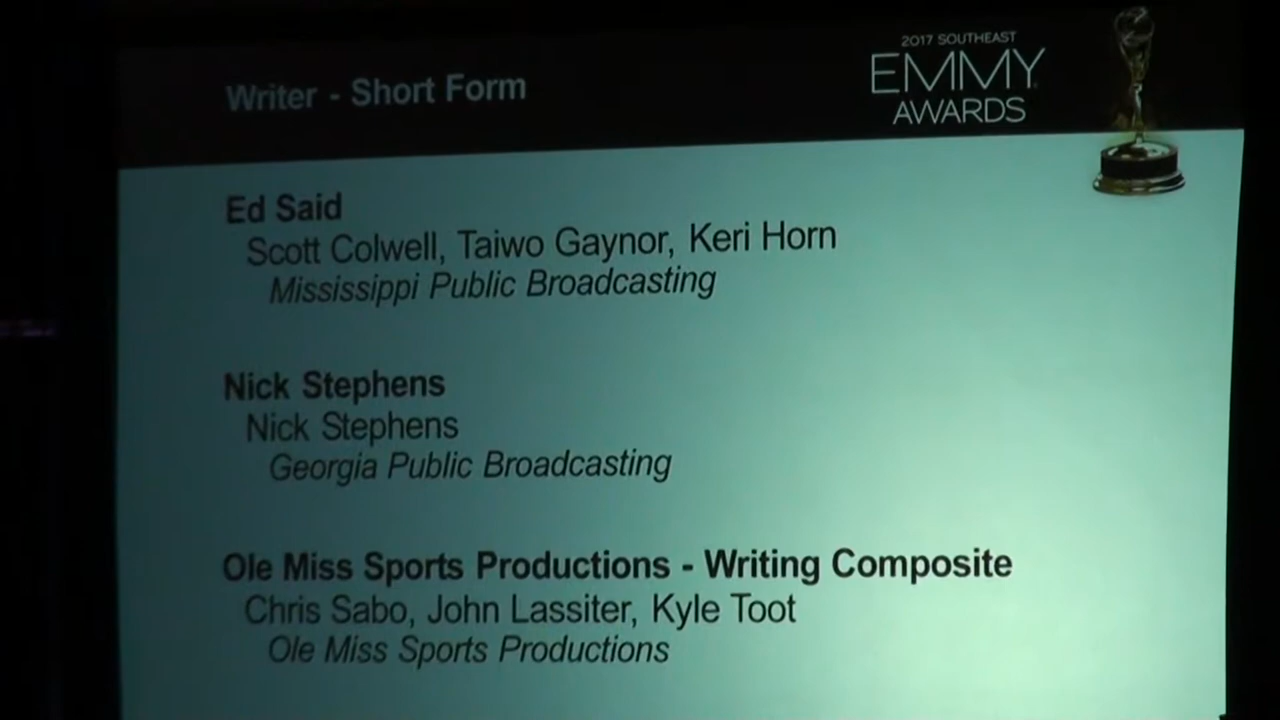 Writer - Short Form
2017 SOUTHEAST
EMMY
AWARDS
Ed Said
Scott Colwell, Taiwo Gaynor, Keri Horn
Mississippi Public Broadcasting
Nick Stephens
Nick Stephens
Georgia Public Broadcasting
Ole Miss Sports Productions - Writing Composite
Chris Sabo, John Lassiter, Kyle Toot
Ole Miss Sports Productions